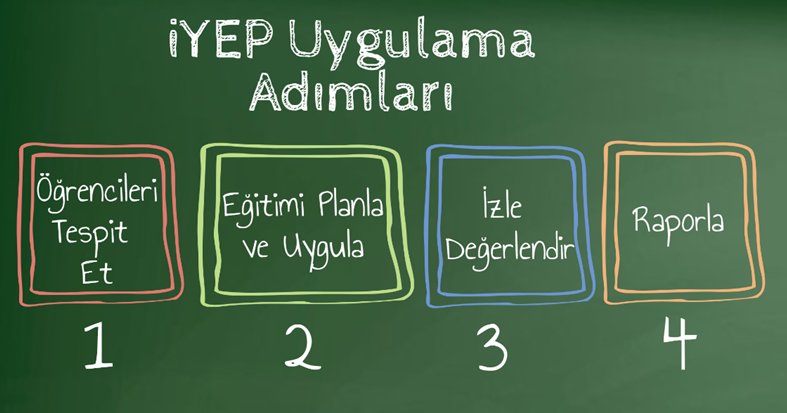 iYEP Uygulama
Adımları
Öğrencileri
Tespit
Et
1
Eğitimi Planla
ve Uygula
2
İzle
Değerlendir
3
Raporla
4